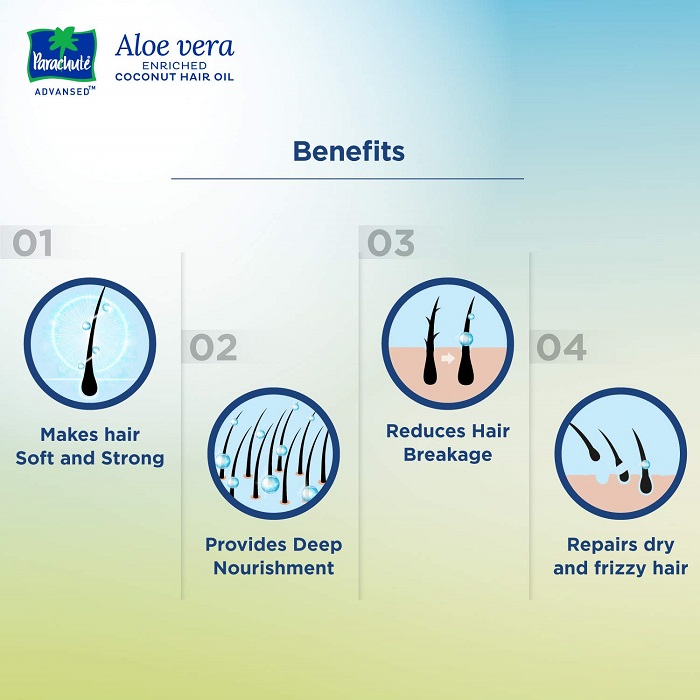 Parachute
ADVANSED™
Aloe vera
ENRICHED
COCONUT HAIR OIL
Benefits
01
Makes hair
Soft and Strong
02
Provides Deep
Nourishment
03
Reduces Hair
Breakage
04
Repairs dry
and frizzy hair